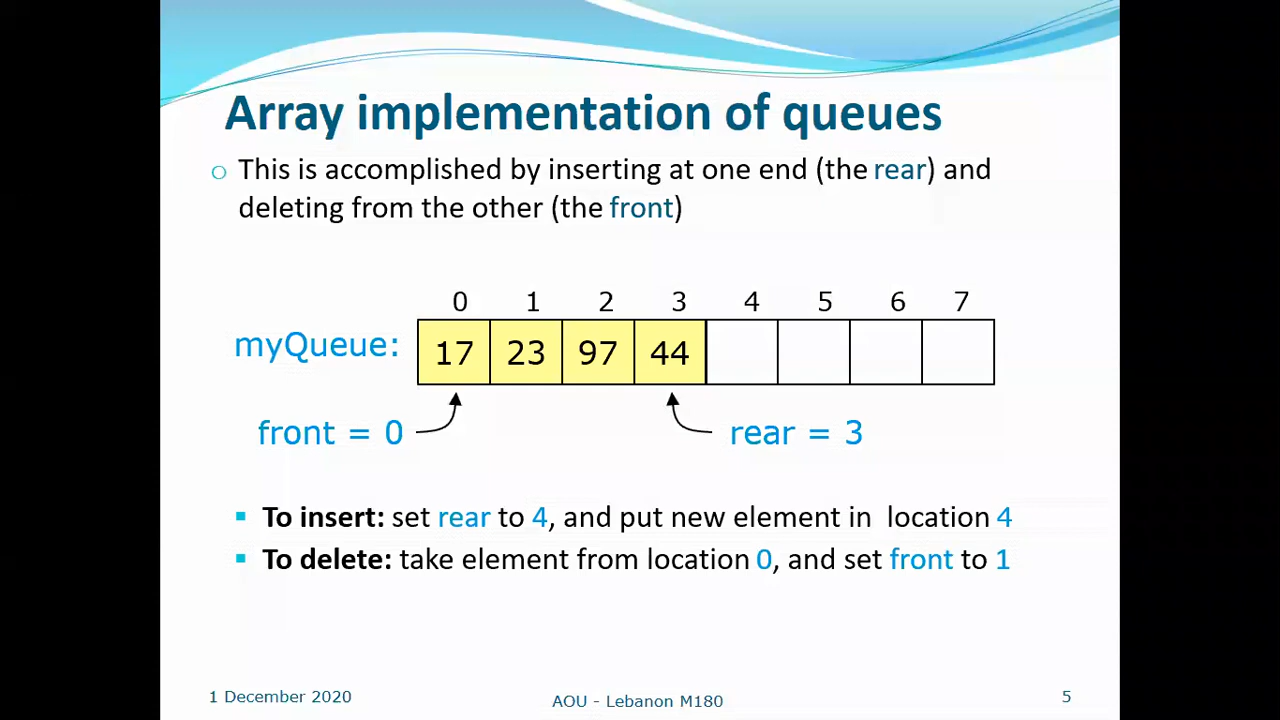 Array implementation of queues
This is accomplished by inserting at one end (the rear) and
deleting from the other (the front)
0 1 2 3 4 5 6 7
myQueue: 17 23 97 44
front = 0 rear = 3
To insert: set rear to 4, and put new element in location 4
To delete: take element from location 0, and set front to 1
1 December 2020 AOU - Lebanon M180 5